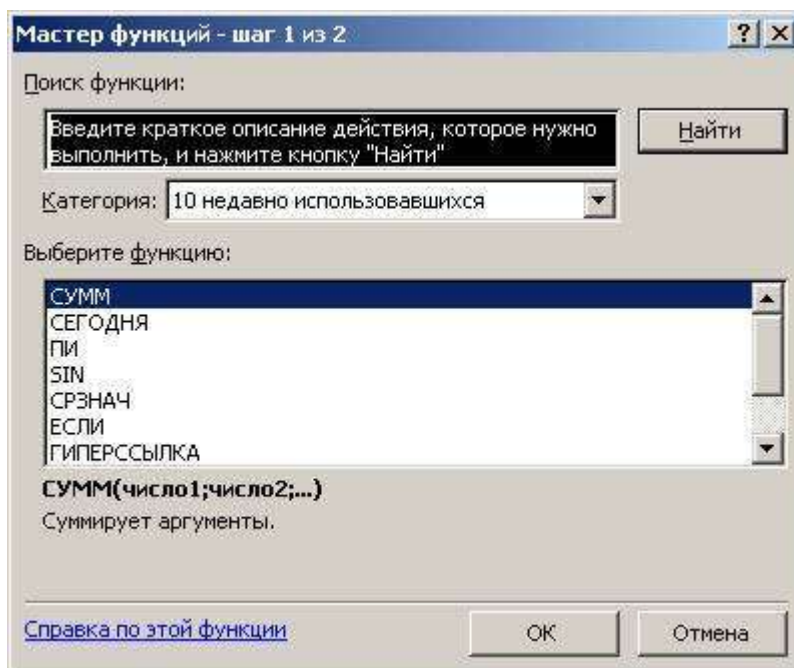 Мастер функций - шаг 1 из 2
Поиск функции:
Введите краткое описание действия, которое нужно
выполнить, и нажмите кнопку "Найти"
Найти
Категория: 10 недавно использовавшихся
Выберите функцию:
СУММ
СЕГОДНЯ
ПИ
SIN
СРЗНАЧ
ЕСЛИ
ГИПЕРССЫЛКА
СУММ(число1;число2;...)
Суммирует аргументы.
Справка по этой функции
ОК
Отмена